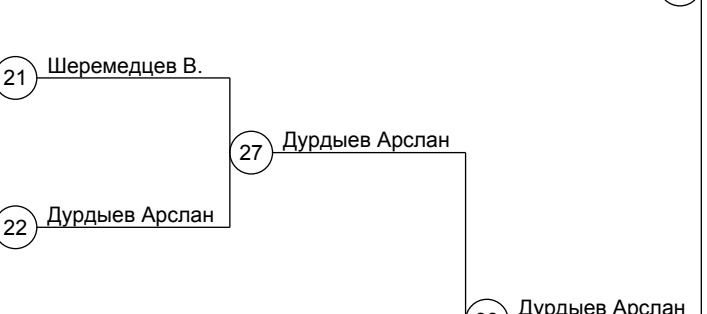 21 Шеремедцев В.
27 Дурдыев Арслан
22 Дурдыев Арслан
Дурдыев Арслан